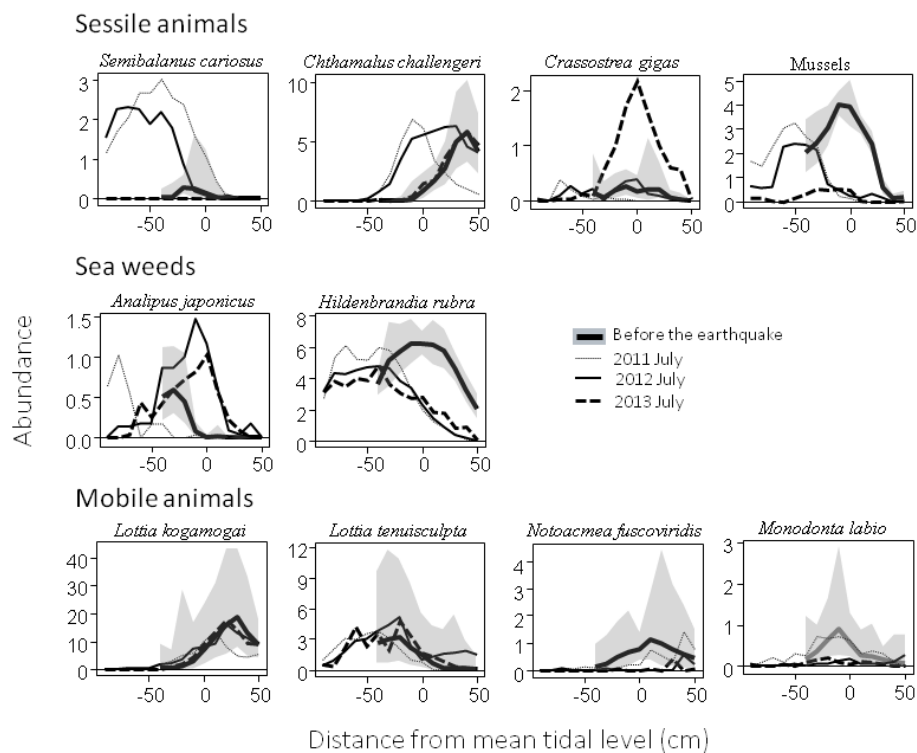 Sessile animals
Semibalanus cariosus Chthamalus challengeri Crassostrea gigas Mussels
3 2 1 0 10 5 0 2 1 0 5 4 3 2 1 0
-50 0 50 -50 0 50 -50 0 50 -50 0 50
Sea weeds
Analipus japonicus Hildenbrandia rubra
1.5 1.0 0.5 0.0 8 6 4 2 0
-50 0 50 -50 0 50
Before the earthquake
2011 July
2012 July
2013 July
Abundance
Mobile animals
Lottia kogamogai Lottia tenuisculpta Notoacmea fuscoviridis Monodonta labio
40 30 20 10 0 12 9 6 3 0 4 3 2 1 0 3 2 1 0
-50 0 50 -50 0 50 -50 0 50 -50 0 50
Distance from mean tidal level (cm)